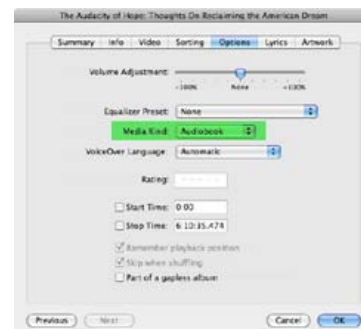 The Audacity of Hope: Thoughts On Reclaiming the American Dream
Summary Info Video Sorting Options Lyrics Artwork
Volume Adjustment:
-100% None +100%
Equalizer Preset: None
Media Kind: Audiobook
VoiceOver Language: Automatic
Rating:
Start Time: 0:00
Stop Time: 6:10:35.474
Remember playback position
Skip when shuffling
Part of a gapless album
Previous Next Cancel OK